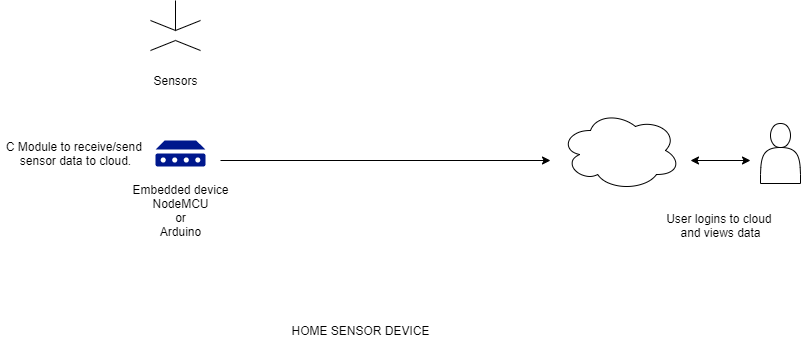 Sensors
C Module to receive/send
sensor data to cloud.
Embedded device
NodeMCU
or
Arduino
User logins to cloud
and views data
HOME SENSOR DEVICE